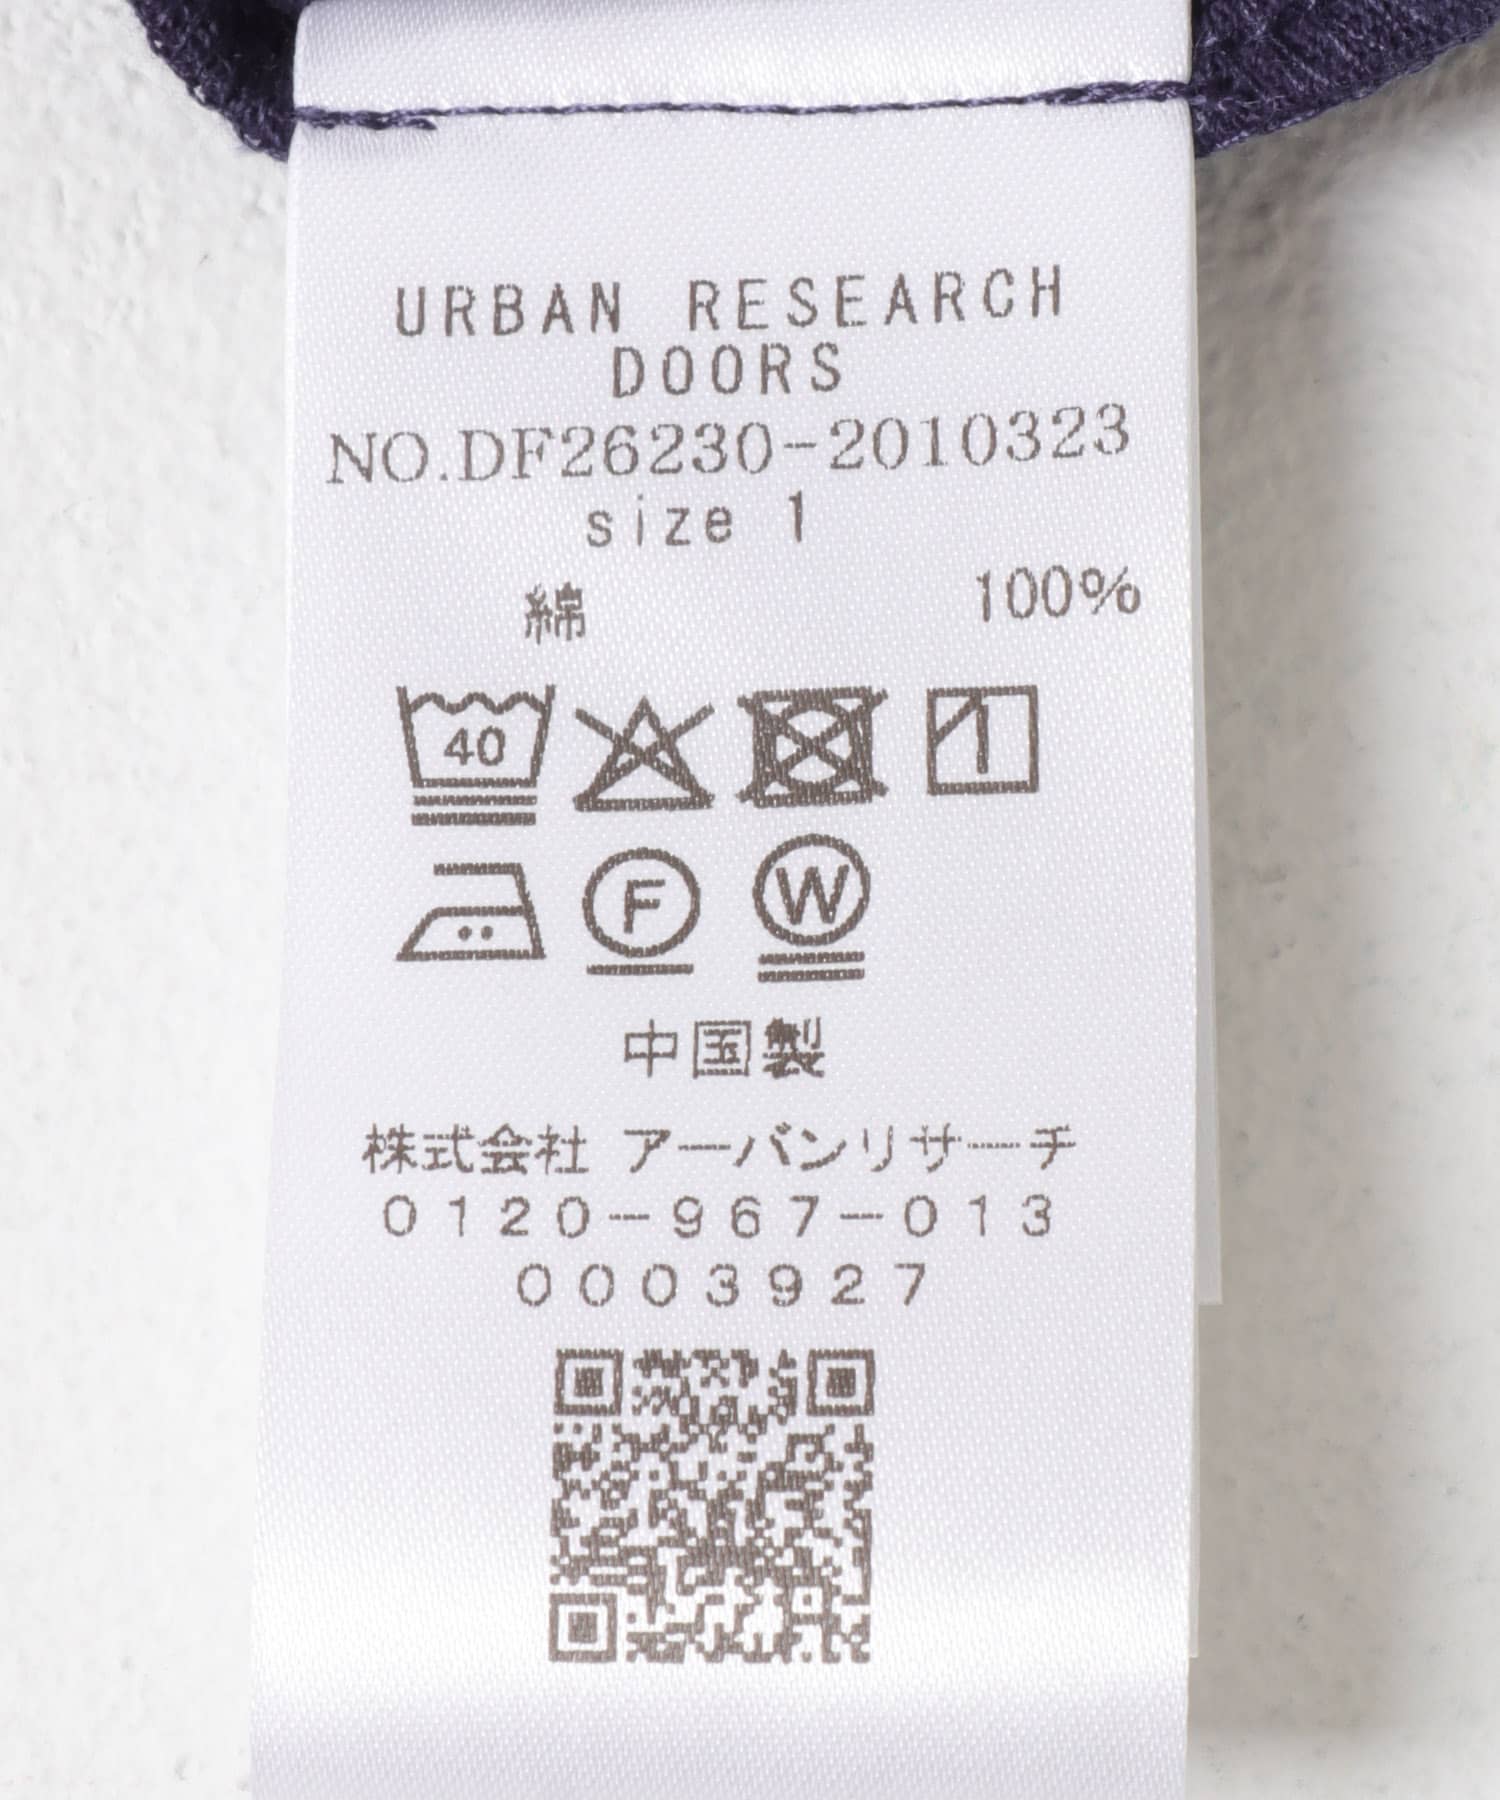 URBAN RESEARCH
DOORS
NO.DF26230-2010323
size 1
綿 100%
40
F W
中国製
株式会社 アーバンリサーチ
0120-967-013
0003927